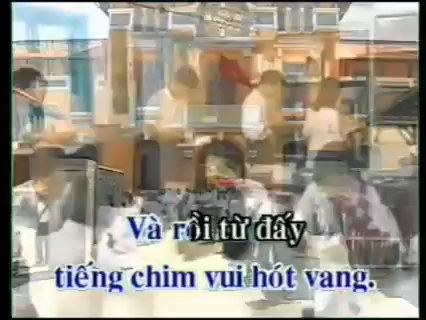 Và rồi từ đấy
tiếng chim vui hót vang.